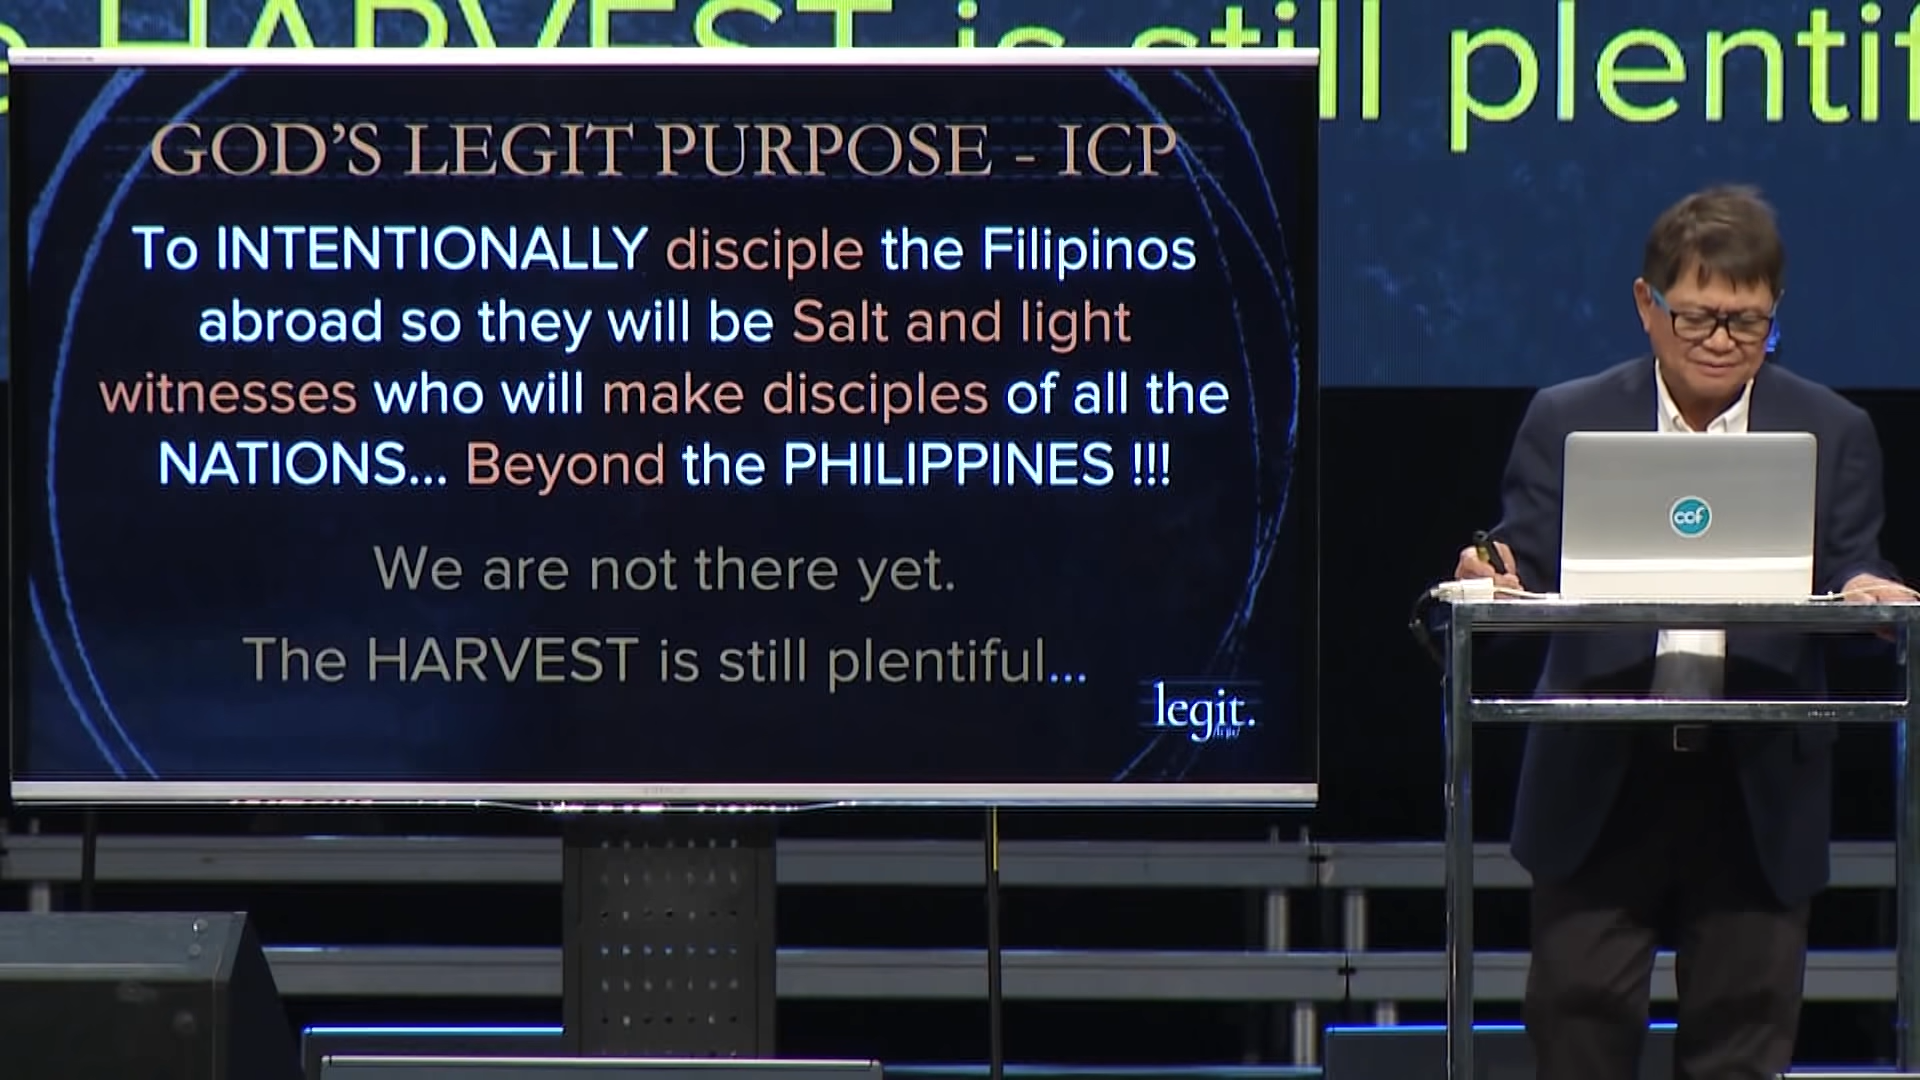 HARVEST is still plentif
GOD'S LEGIT PURPOSE - ICP
To INTENTIONALLY disciple the Filipinos
abroad so they will be Salt and light
witnesses who will make disciples of all the
NATIONS... Beyond the PHILIPPINES !!!
We are not there yet.
The HARVEST is still plentiful...
legit.
ccf